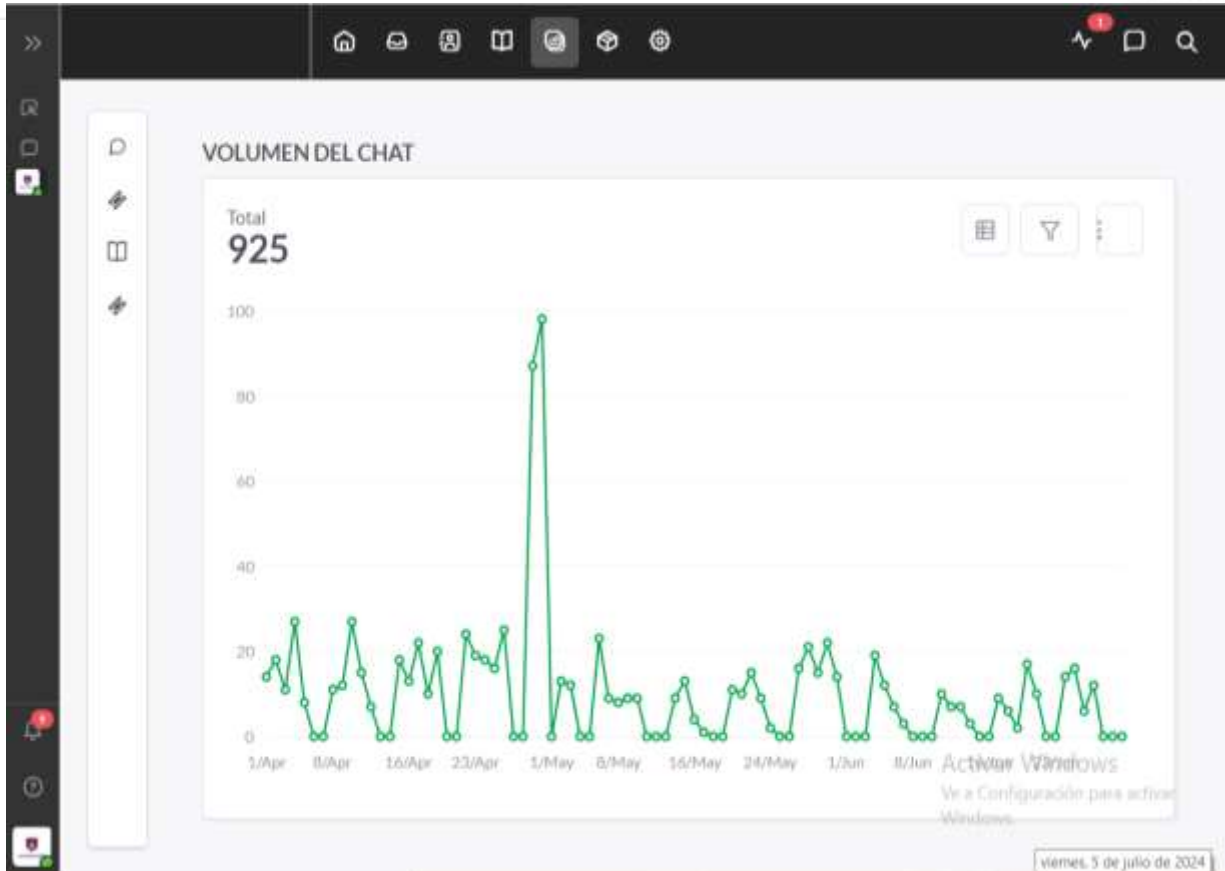 1
VOLUMEN DEL CHAT
Total
925
100
80
60
40
20
0
1/Apr 8/Apr 16/Apr 23/Apr 1/May 8/May 16/May 24/May 1/Jun 8/Jun
Activar Windows
Ve a Configuración para activar
Windows.
viernes, 5 de julio de 2024